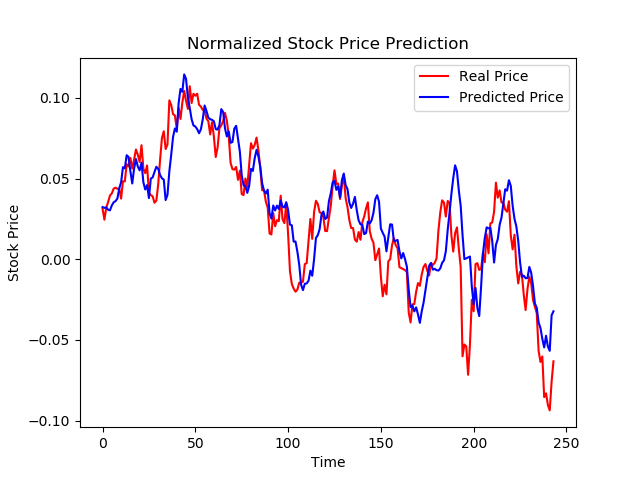 Normalized Stock Price Prediction
Real Price
Predicted Price
Stock Price
0.10
0.05
0.00
−0.05
−0.10
0
50
100
150
200
250
Time